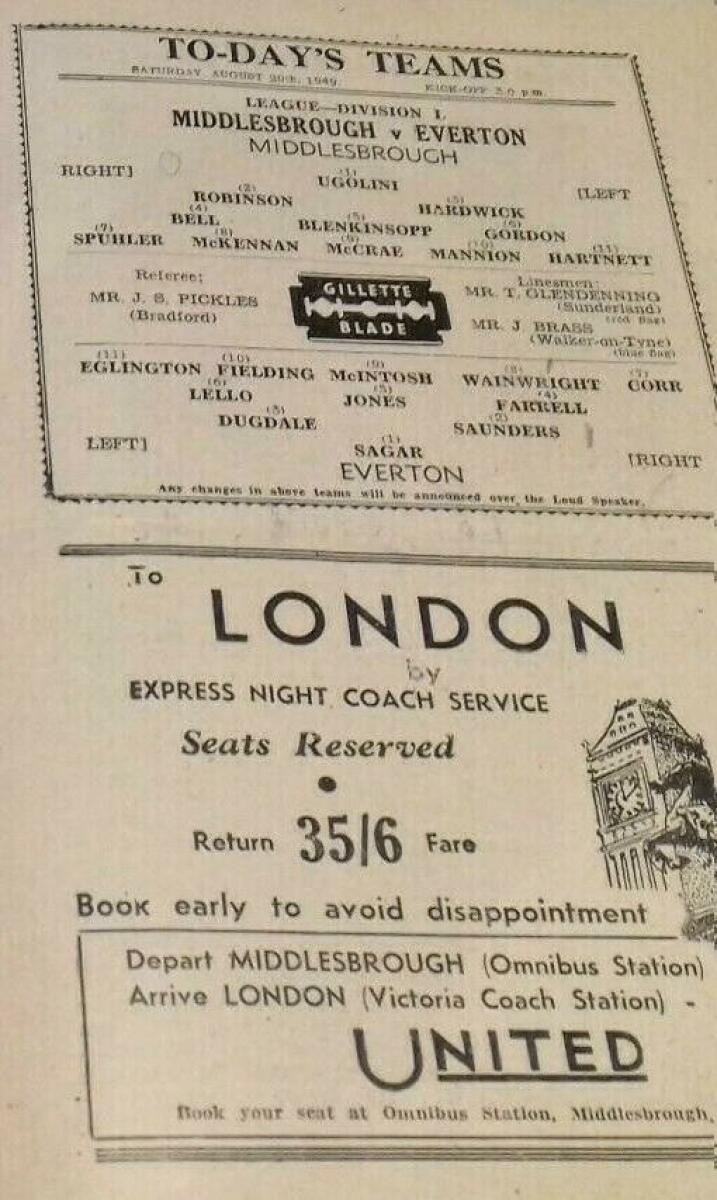 TO-DAY'S TEAMS
SATURDAY AUGUST 20th, 1949. KICK-OFF 3.0 p.m.
LEAGUE—DIVISION I.
MIDDLESBROUGH v EVERTON
MIDDLESBROUGH
RIGHT] (1) [LEFT
UGOLINI
(2) (3)
ROBINSON HARDWICK
(4) (5) (6)
BELL BLENKINSOPP GORDON
(7) (8) (9) (10) (11)
SPUHLER McKENNAN McCRAE MANNION HARTNETT
Referee: Linesmen:
MR. J. S. PICKLES MR. T. GLENDENNING
(Bradford) (Sunderland)
(red flag)
GILLETTE
BLADE
MR. J BRASS
(Walker-on-Tyne)
(blue flag)
(11) (10) (9) (8) (7)
EGLINGTON FIELDING McINTOSH WAINWRIGHT CORR
(6) (5) (4)
LELLO JONES FARRELL
(3) (2)
DUGDALE SAUNDERS
LEFT] (1) [RIGHT
SAGAR
EVERTON
Any changes in above teams will be announced over the Loud Speaker.
To
LONDON
by
EXPRESS NIGHT COACH SERVICE
Seats Reserved
Return 35/6 Fare
Book early to avoid disappointment
Depart MIDDLESBROUGH (Omnibus Station)
Arrive LONDON (Victoria Coach Station) -
UNITED
Book your seat at Omnibus Station, Middlesbrough,